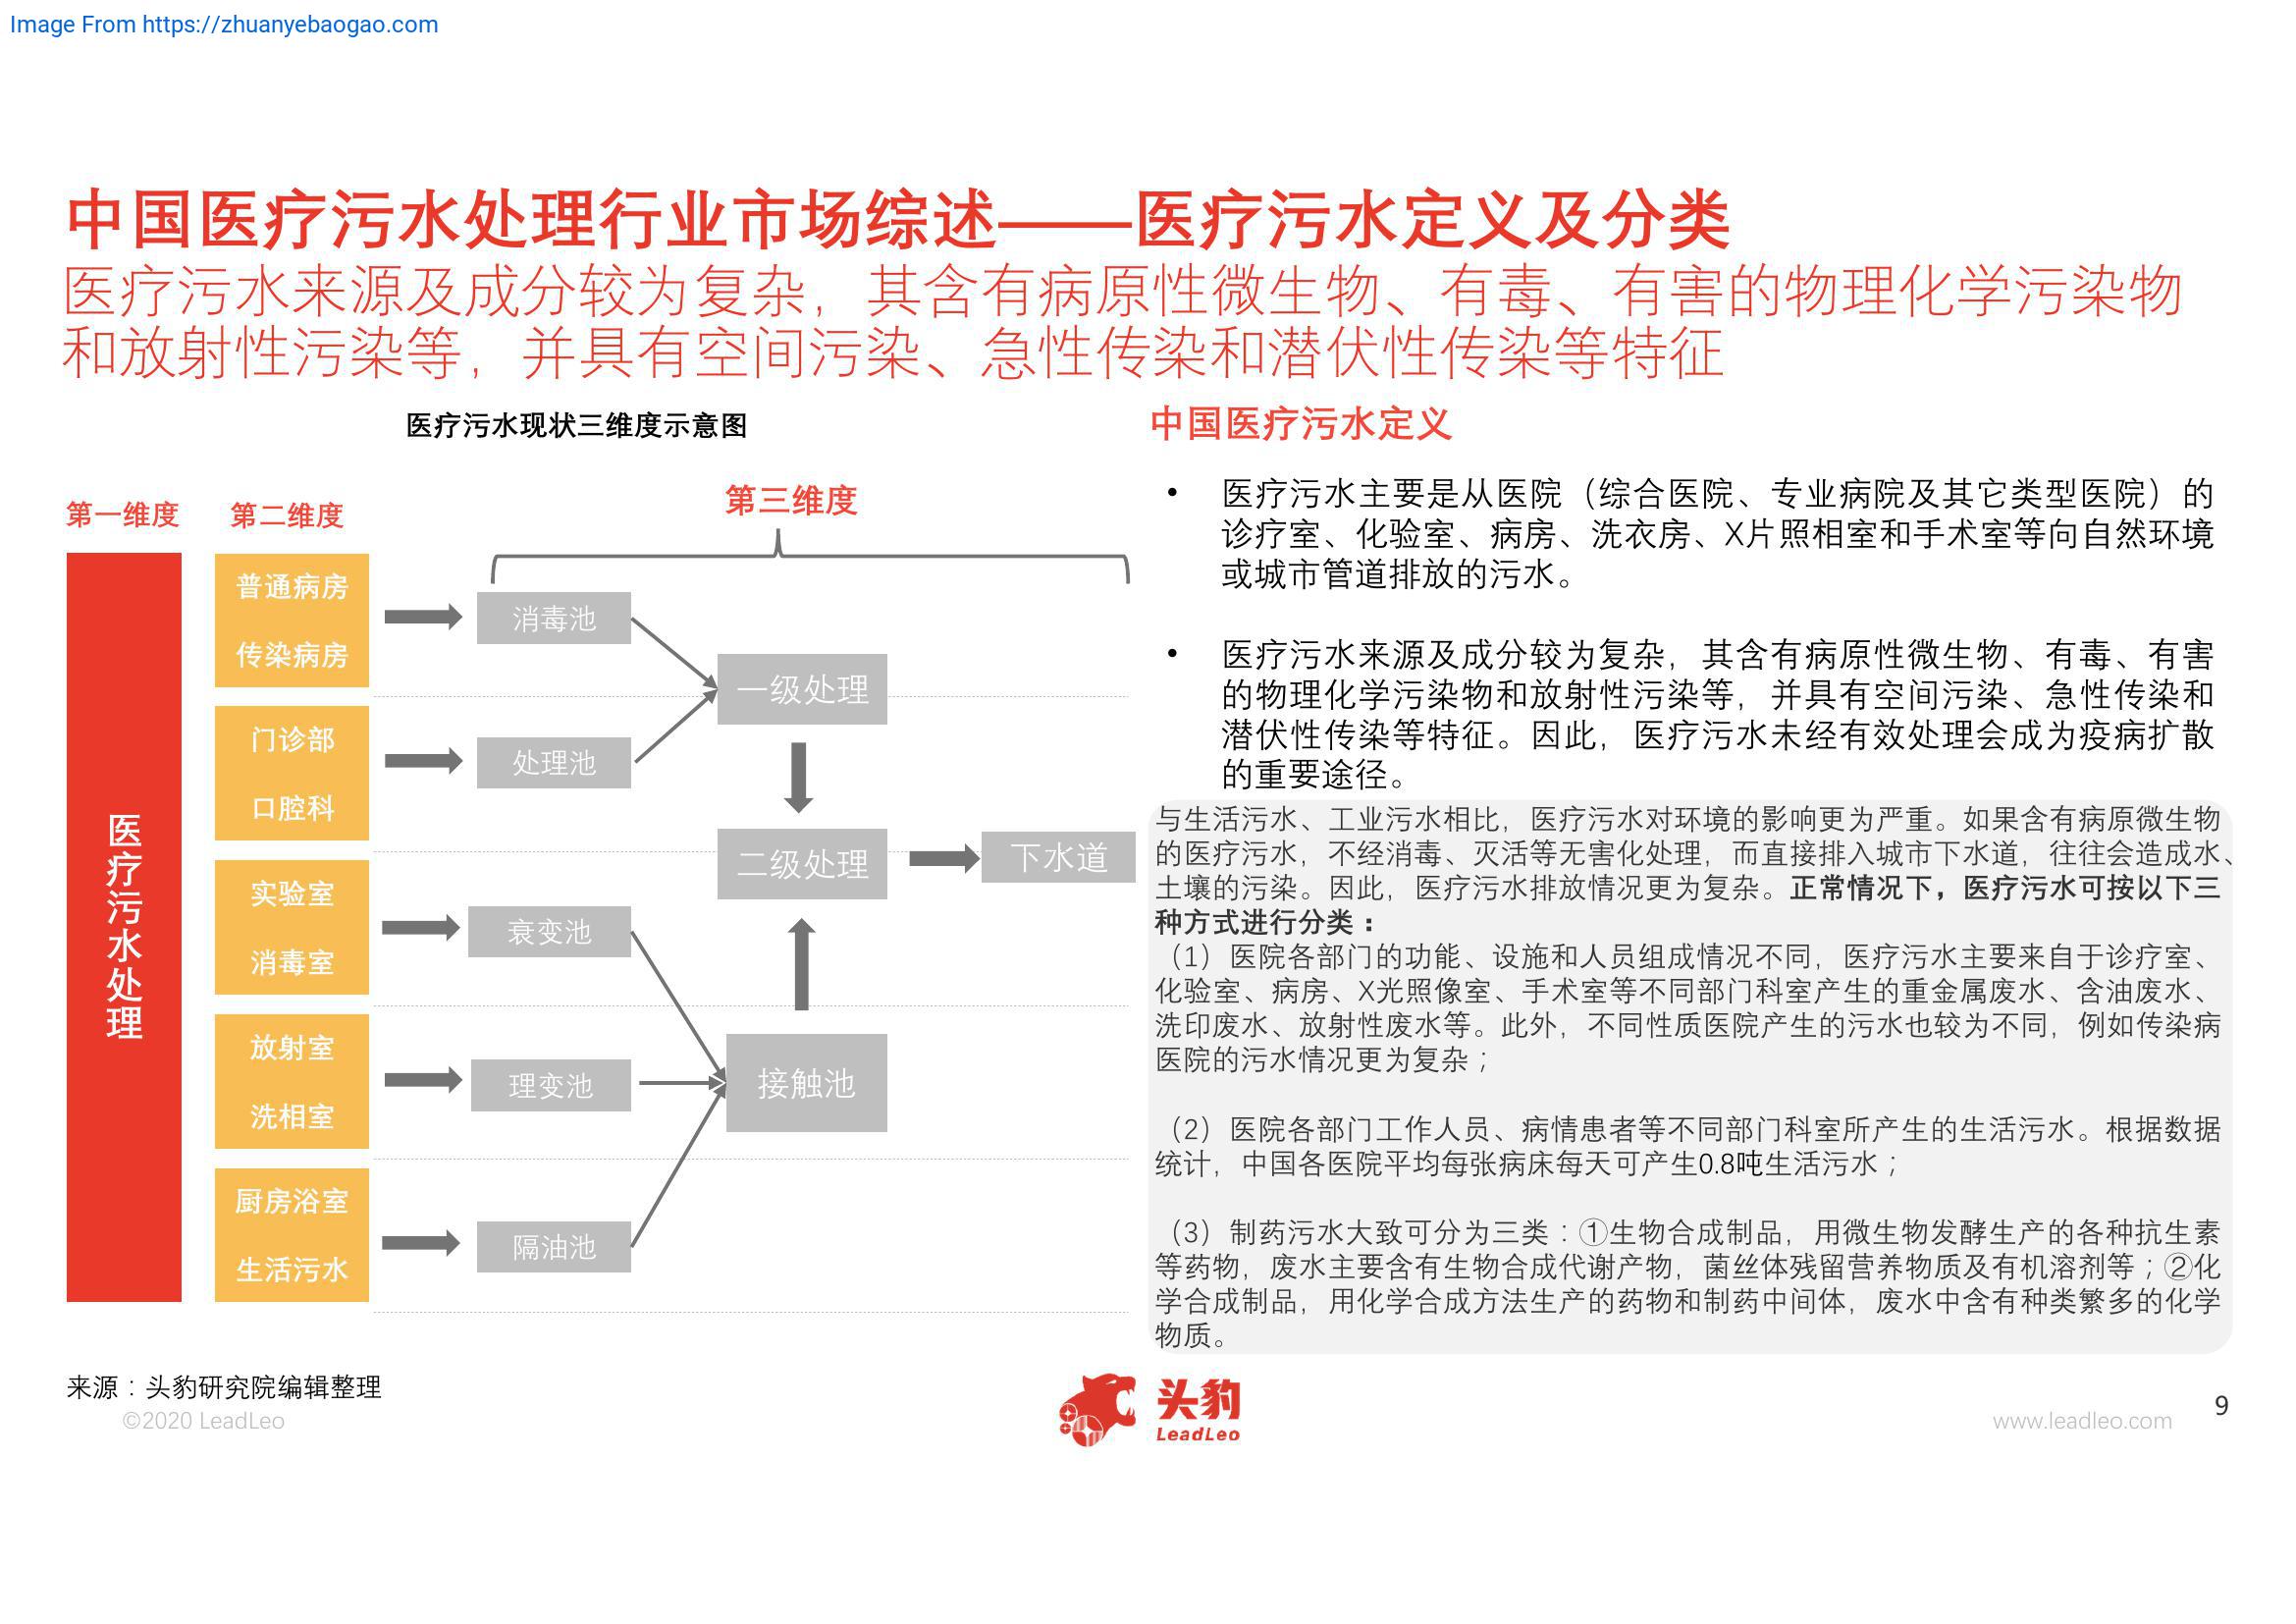 Image From https://zhuanyebaogao.com
中国医疗污水处理行业市场综述——医疗污水定义及分类
医疗污水来源及成分较为复杂，其含有病原性微生物、有毒、有害的物理化学污染物
和放射性污染等，并具有空间污染、急性传染和潜伏性传染等特征
医疗污水现状三维度示意图
第一维度
第二维度
第三维度
医疗污水处理
普通病房
传染病房
门诊部
口腔科
实验室
消毒室
放射室
洗相室
厨房浴室
生活污水
消毒池
处理池
衰变池
理变池
隔油池
一级处理
二级处理
接触池
下水道
中国医疗污水定义
• 医疗污水主要是从医院（综合医院、专业病院及其它类型医院）的
诊疗室、化验室、病房、洗衣房、X片照相室和手术室等向自然环境
或城市管道排放的污水。
• 医疗污水来源及成分较为复杂，其含有病原性微生物、有毒、有害
的物理化学污染物和放射性污染等，并具有空间污染、急性传染和
潜伏性传染等特征。因此，医疗污水未经有效处理会成为疫病扩散
的重要途径。
与生活污水、工业污水相比，医疗污水对环境的影响更为严重。如果含有病原微生物
的医疗污水，不经消毒、灭活等无害化处理，而直接排入城市下水道，往往会造成水、
土壤的污染。因此，医疗污水排放情况更为复杂。正常情况下，医疗污水可按以下三
种方式进行分类：
（1）医院各部门的功能、设施和人员组成情况不同，医疗污水主要来自于诊疗室、
化验室、病房、X光照像室、手术室等不同部门科室产生的重金属废水、含油废水、
洗印废水、放射性废水等。此外，不同性质医院产生的污水也较为不同，例如传染病
医院的污水情况更为复杂；
（2）医院各部门工作人员、病情患者等不同部门科室所产生的生活污水。根据数据
统计，中国各医院平均每张病床每天可产生0.8吨生活污水；
（3）制药污水大致可分为三类：①生物合成制品，用微生物发酵生产的各种抗生素
等药物，废水主要含有生物合成代谢产物，菌丝体残留营养物质及有机溶剂等；②化
学合成制品，用化学合成方法生产的药物和制药中间体，废水中含有种类繁多的化学
物质。
来源：头豹研究院编辑整理
©2020 LeadLeo
头豹
LeadLeo
www.leadleo.com
9